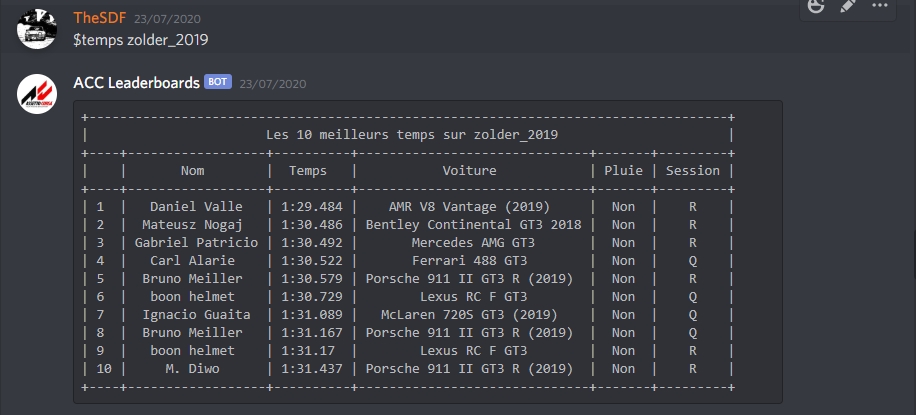 TheSDF 23/07/2020
$temps zolder_2019
ACC Leaderboards BOT 23/07/2020
+-----------------------------------------------------------------------------------+
| Les 10 meilleurs temps sur zolder_2019 |
+----+-------------------+----------+------------------------------+-------+---------+
| | Nom | Temps | Voiture | Pluie | Session |
+----+-------------------+----------+------------------------------+-------+---------+
| 1 | Daniel Valle | 1:29.484 | AMR V8 Vantage (2019) | Non | R |
| 2 | Mateusz Nogaj | 1:30.486 | Bentley Continental GT3 2018 | Non | R |
| 3 | Gabriel Patricio | 1:30.492 | Mercedes AMG GT3 | Non | R |
| 4 | Carl Alarie | 1:30.522 | Ferrari 488 GT3 | Non | Q |
| 5 | Bruno Meiller | 1:30.579 | Porsche 911 II GT3 R (2019) | Non | R |
| 6 | boon helmet | 1:30.729 | Lexus RC F GT3 | Non | Q |
| 7 | Ignacio Guaita | 1:31.089 | McLaren 720S GT3 (2019) | Non | Q |
| 8 | Bruno Meiller | 1:31.167 | Porsche 911 II GT3 R (2019) | Non | Q |
| 9 | boon helmet | 1:31.17 | Lexus RC F GT3 | Non | R |
| 10 | M. Diwo | 1:31.437 | Porsche 911 II GT3 R (2019) | Non | R |
+----+-------------------+----------+------------------------------+-------+---------+